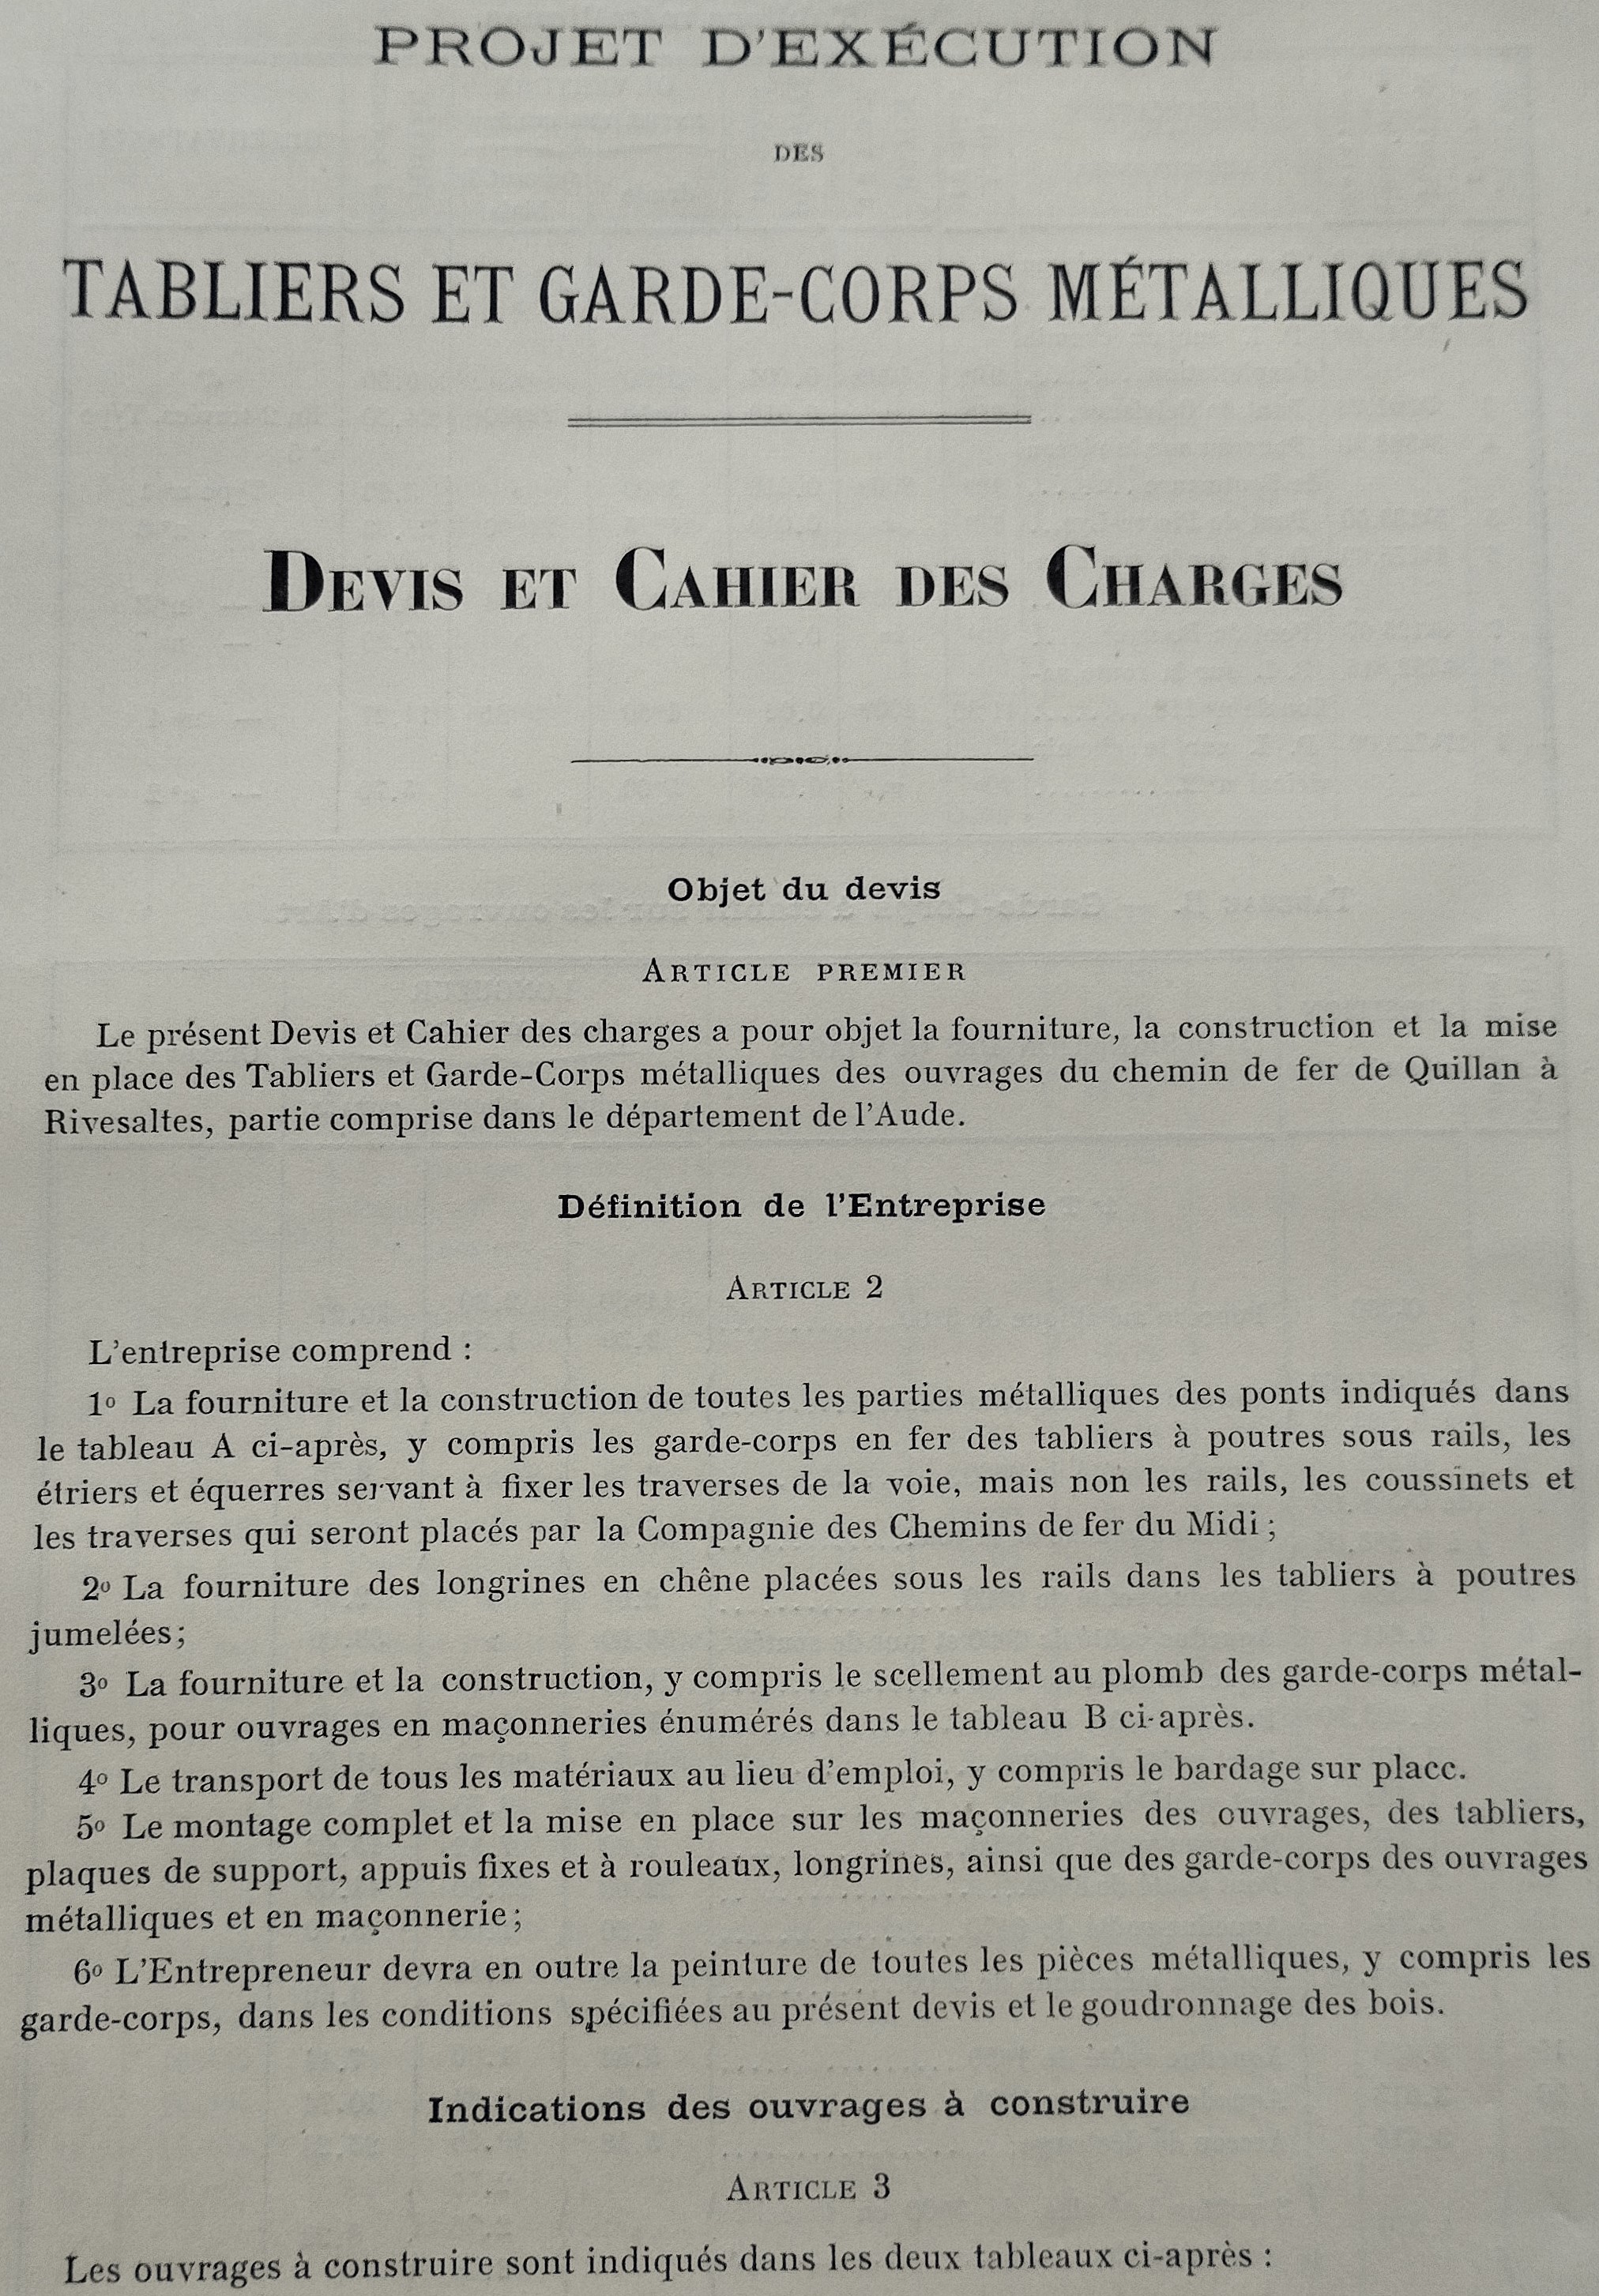 PROJET D'EXÉCUTION
DES
TABLIERS ET GARDE-CORPS MÉTALLIQUES
DEVIS ET CAHIER DES CHARGES
Objet du devis
ARTICLE PREMIER
Le présent Devis et Cahier des charges a pour objet la fourniture, la construction et la mise
en place des Tabliers et Garde-Corps métalliques des ouvrages du chemin de fer de Quillan à
Rivesaltes, partie comprise dans le département de l'Aude.
Définition de l'Entreprise
ARTICLE 2
L'entreprise comprend :
1o La fourniture et la construction de toutes les parties métalliques des ponts indiqués dans
le tableau A ci-après, y compris les garde-corps en fer des tabliers à poutres sous rails, les
étriers et équerres servant à fixer les traverses de la voie, mais non les rails, les coussinets et
les traverses qui seront placés par la Compagnie des Chemins de fer du Midi ;
2o La fourniture des longrines en chêne placées sous les rails dans les tabliers à poutres
jumelées;
3o La fourniture et la construction, y compris le scellement au plomb des garde-corps métal-
liques, pour ouvrages en maçonneries énumérés dans le tableau B ci-après.
4o Le transport de tous les matériaux au lieu d'emploi, y compris le bardage sur place.
5o Le montage complet et la mise en place sur les maçonneries des ouvrages, des tabliers,
plaques de support, appuis fixes et à rouleaux, longrines, ainsi que des garde-corps des ouvrages
métalliques et en maçonnerie;
6o L'Entrepreneur devra en outre la peinture de toutes les pièces métalliques, y compris les
garde-corps, dans les conditions spécifiées au présent devis et le goudronnage des bois.
Indications des ouvrages à construire
ARTICLE 3
Les ouvrages à construire sont indiqués dans les deux tableaux ci-après :